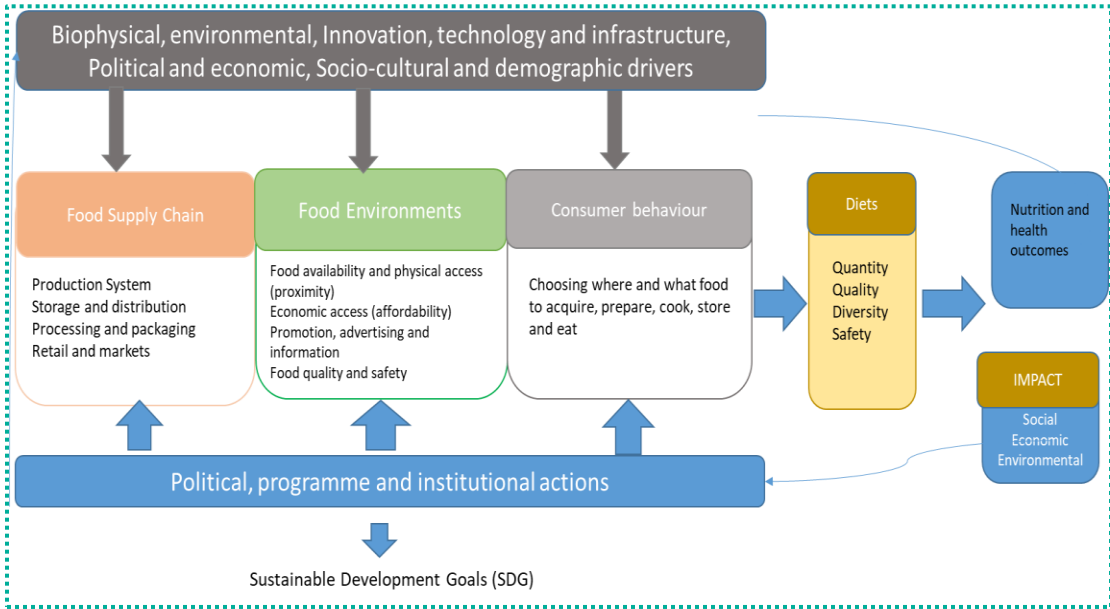 Biophysical, environmental, Innovation, technology and infrastructure,
Political and economic, Socio-cultural and demographic drivers
Food Supply Chain
Production System
Storage and distribution
Processing and packaging
Retail and markets
Food Environments
Food availability and physical access
(proximity)
Economic access (affordability)
Promotion, advertising and
information
Food quality and safety
Consumer behaviour
Choosing where and what food
to acquire, prepare, cook, store
and eat
Diets
Quantity
Quality
Diversity
Safety
Nutrition and
health
outcomes
IMPACT
Social
Economic
Environmental
Political, programme and institutional actions
Sustainable Development Goals (SDG)